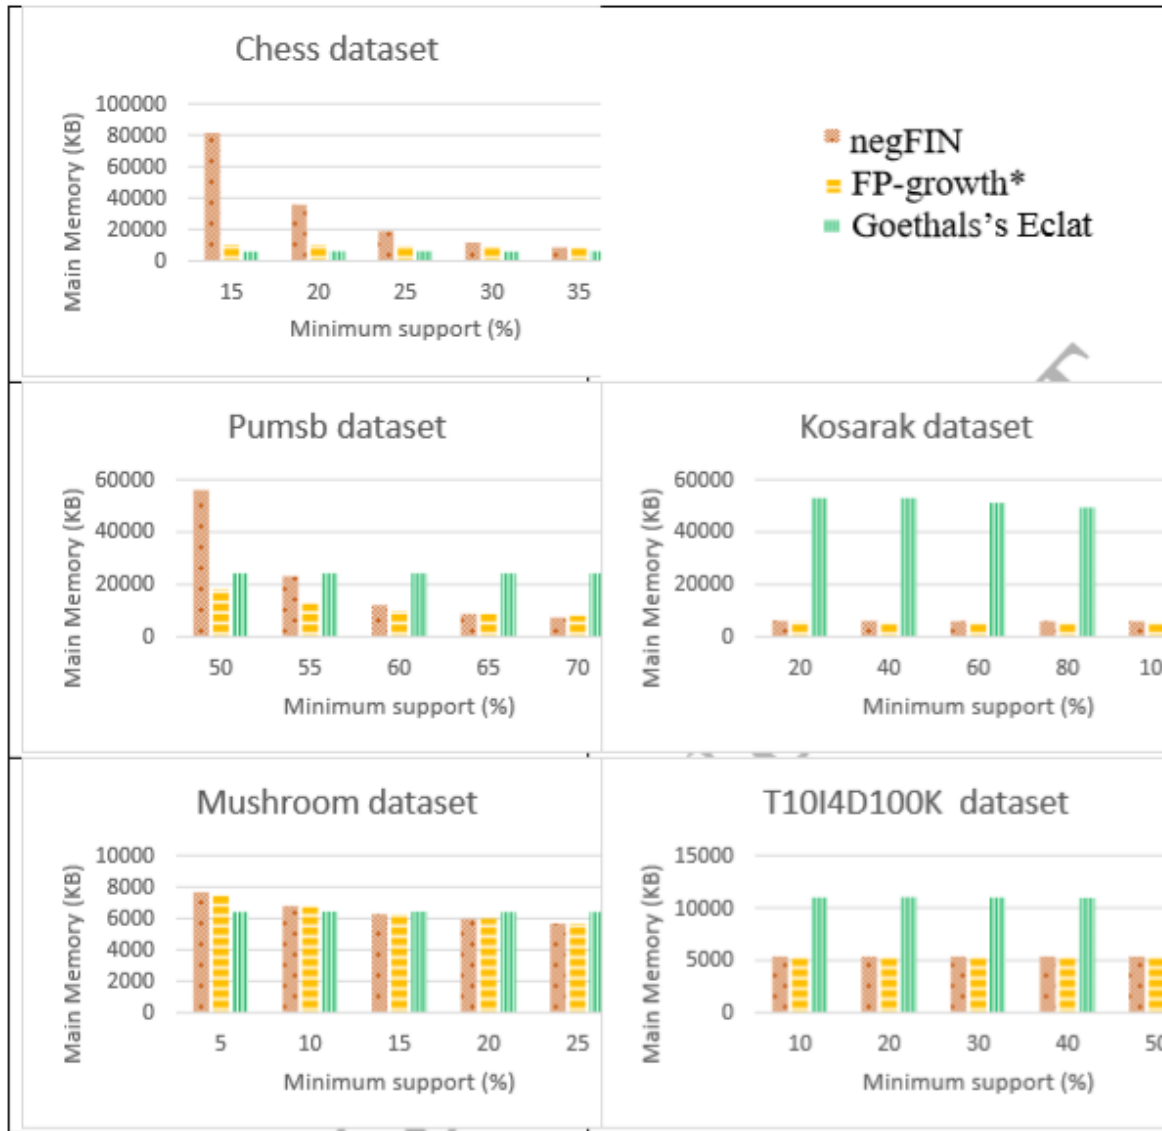 Chess dataset
Main Memory (KB)
100000
80000
60000
40000
20000
0
15 20 25 30 35
Minimum support (%)
negFIN
FP-growth*
Goethals's Eclat
Pumsb dataset
Main Memory (KB)
60000
40000
20000
0
50 55 60 65 70
Minimum support (%)
Kosarak dataset
Main Memory (KB)
60000
40000
20000
0
20 40 60 80 10
Minimum support (%)
Mushroom dataset
Main Memory (KB)
10000
8000
6000
4000
2000
0
5 10 15 20 25
Minimum support (%)
T10I4D100K dataset
Main Memory (KB)
15000
10000
5000
0
10 20 30 40 50
Minimum support (%)